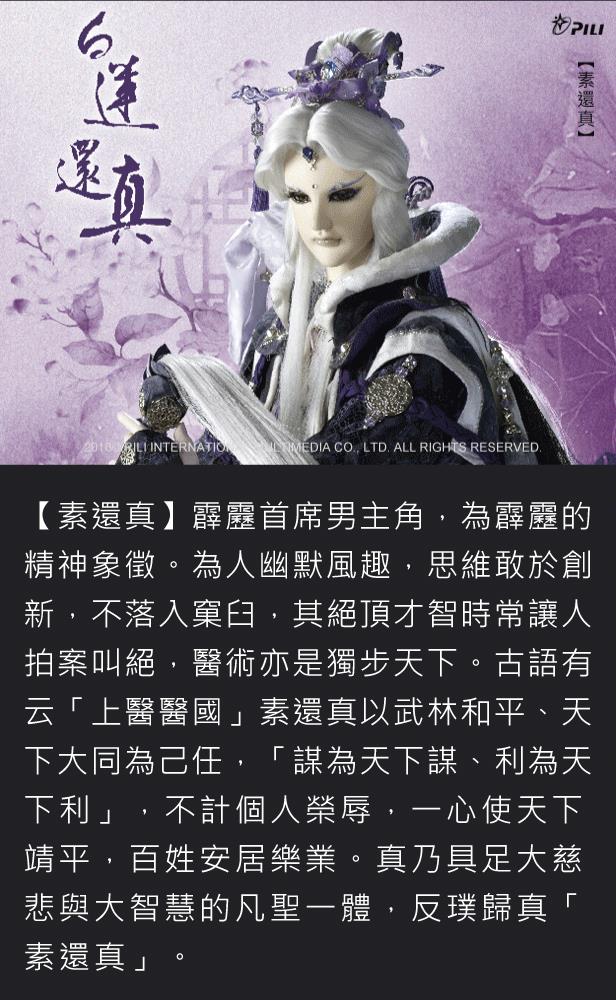 白蓮還真
PILI
【素還真】
2018 PILI INTERNATIONAL MULTIMEDIA CO., LTD. ALL RIGHTS RESERVED.
【素還真】霹靂首席男主角，為霹靂的
精神象徵。為人幽默風趣，思維敢於創
新，不落入窠臼，其絕頂才智時常讓人
拍案叫絕，醫術亦是獨步天下。古語有
云「上醫醫國」素還真以武林和平、天
下大同為己任，「謀為天下謀、利為天
下利」，不計個人榮辱，一心使天下
靖平，百姓安居樂業。真乃具足大慈
悲與大智慧的凡聖一體，反璞歸真「
素還真」。